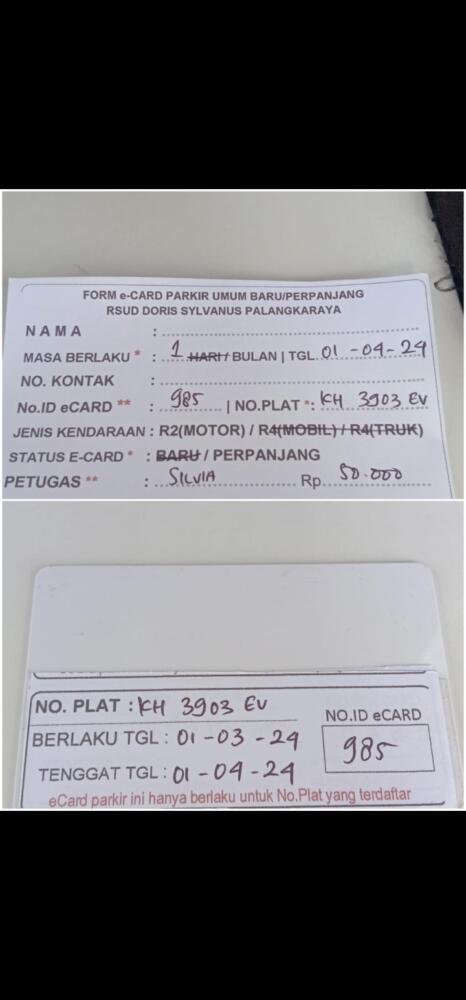 FORM e-CARD PARKIR UMUM BARU/PERPANJANG
RSUD DORIS SYLVANUS PALANGKARAYA
NAMA :
MASA BERLAKU * : 1 HARI / BULAN | TGL. 01 - 04 - 24
NO. KONTAK :
No.ID eCARD ** : 985 | NO.PLAT *: KH 3903 EV
JENIS KENDARAAN : R2(MOTOR) / R4(MOBIL) / R4(TRUK)
STATUS E-CARD * : BARU / PERPANJANG
PETUGAS ** : SILVIA Rp. 50.000
NO. PLAT : KH 3903 EV
NO.ID eCARD
BERLAKU TGL : 01 - 03 - 24
985
TENGGAT TGL : 01 - 04 - 24
eCard parkir ini hanya berlaku untuk No.Plat yang terdaftar